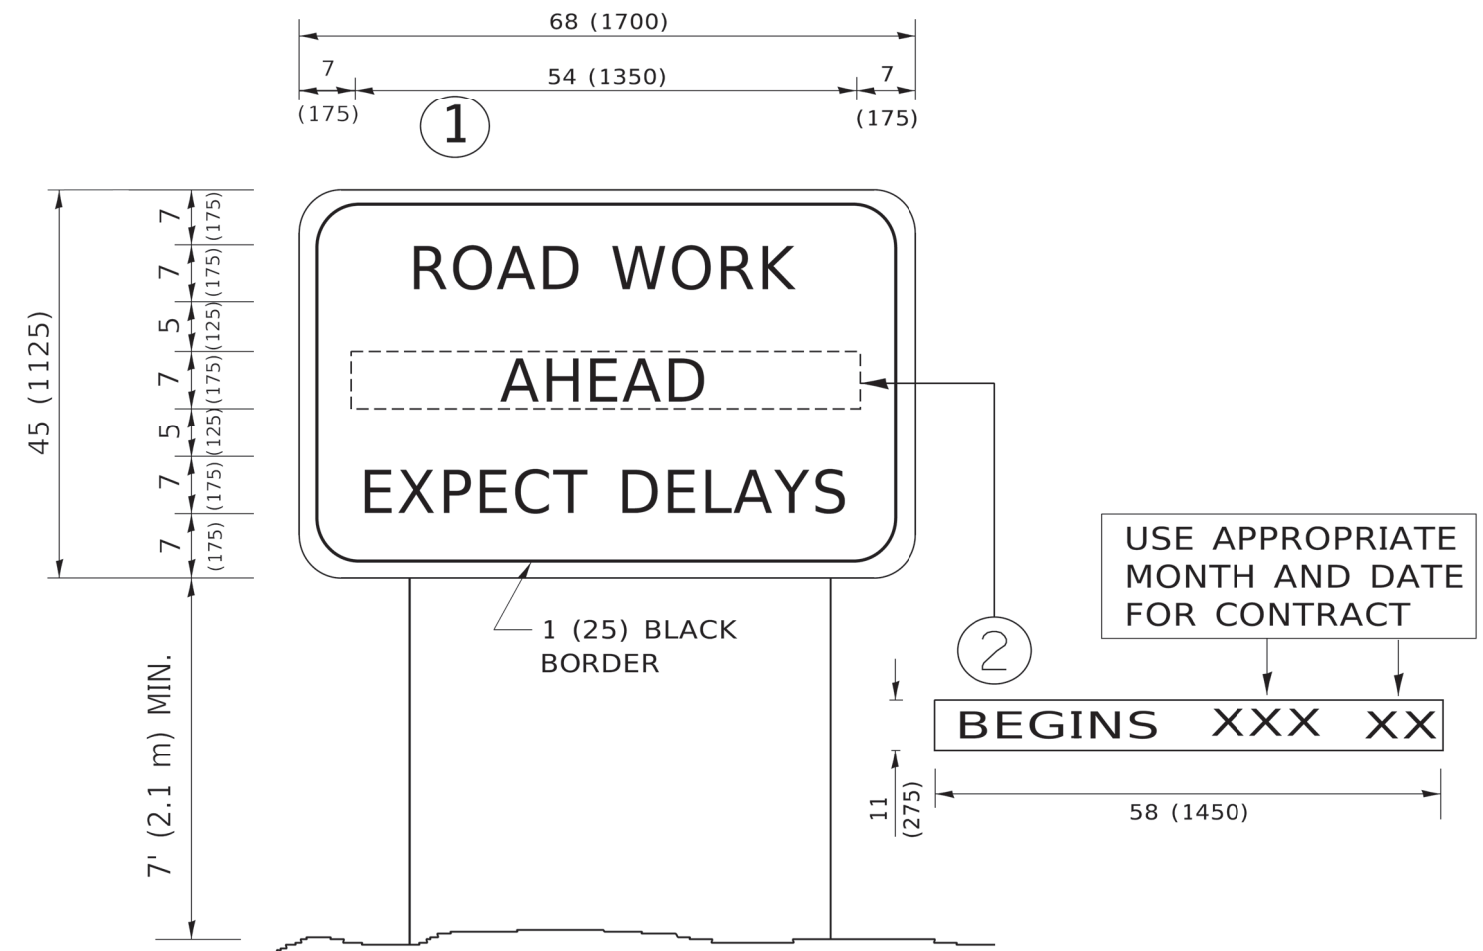 68 (1700)
7
54 (1350)
7
(175)
(175)
1
7
(175)
7
(175)
5
(125)
7
(175)
5
(125)
7
(175)
7
(175)
45 (1125)
ROAD WORK
AHEAD
EXPECT DELAYS
1 (25) BLACK
BORDER
7' (2.1 m) MIN.
USE APPROPRIATE
MONTH AND DATE
FOR CONTRACT
2
BEGINS XXX XX
11
(275)
58 (1450)